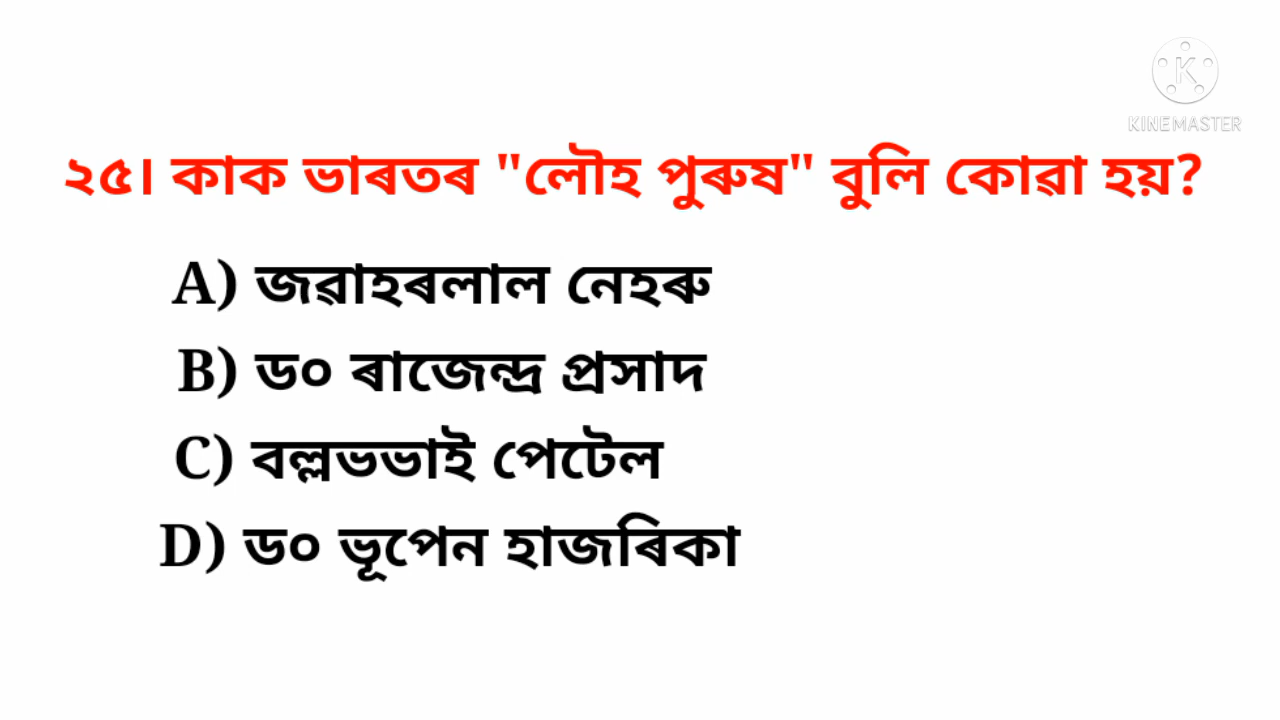 KINEMASTER
২৫। কাক ভাৰতৰ "লৌহ পুৰুষ" বুলি কোৱা হয়?
A) জৱাহৰলাল নেহৰু
B) ড০ ৰাজেন্দ্ৰ প্ৰসাদ
C) বল্লভভাই পেটেল
D) ড০ ভূপেন হাজৰিকা